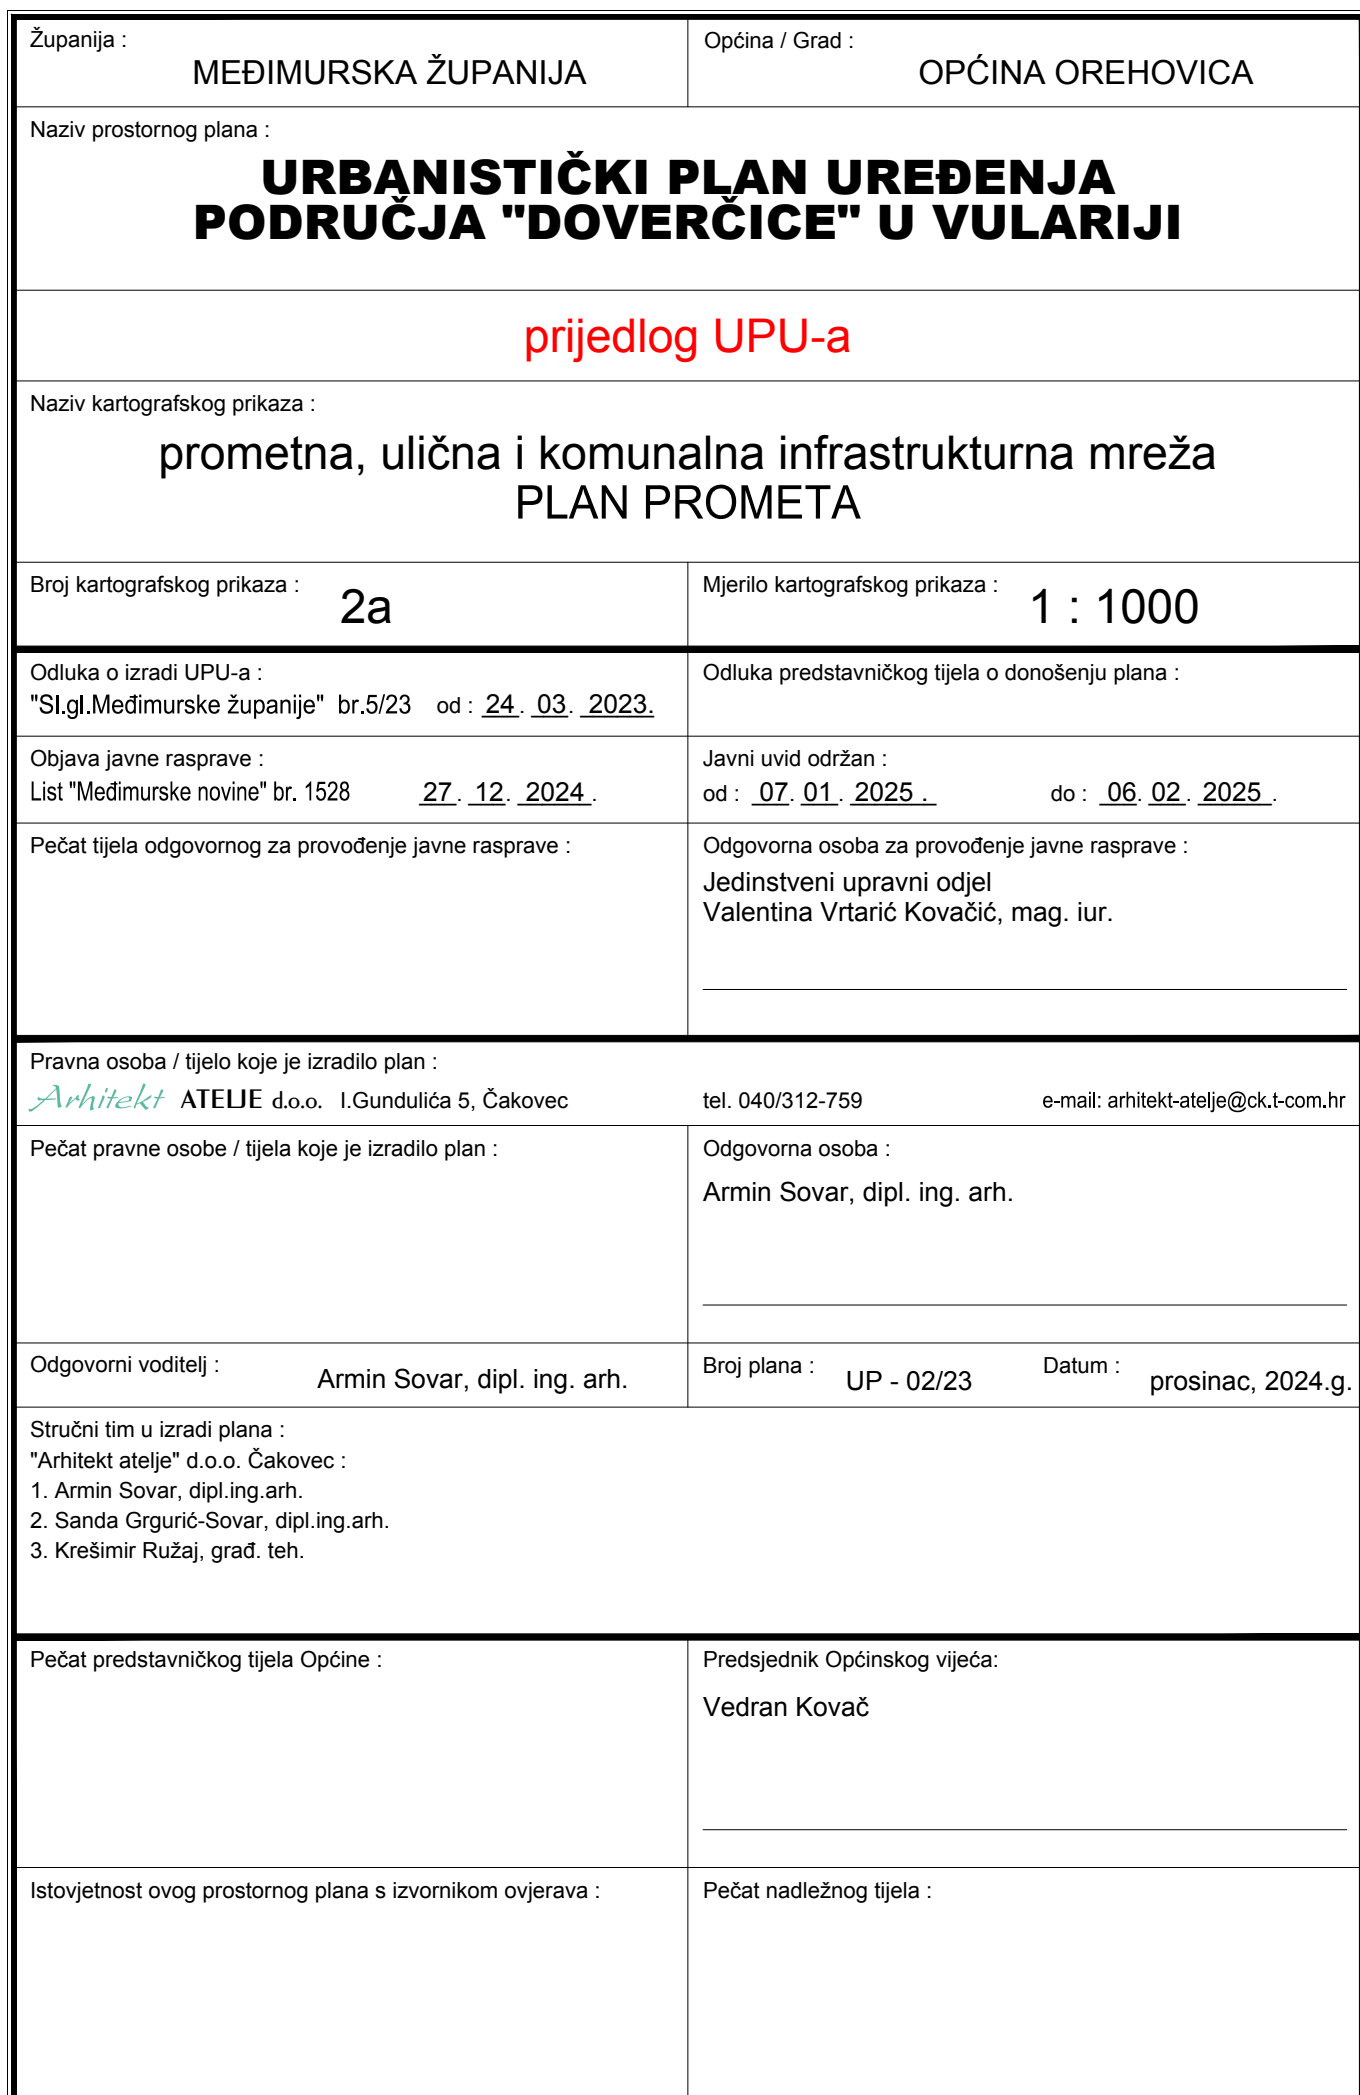 Županija :
MEĐIMURSKA ŽUPANIJA
Općina / Grad :
OPĆINA OREHOVICA
Naziv prostornog plana :
URBANISTIČKI PLAN UREĐENJA
PODRUČJA "DOVERČICE" U VULARIJI
prijedlog UPU-a
Naziv kartografskog prikaza :
prometna, ulična i komunalna infrastrukturna mreža
PLAN PROMETA
Broj kartografskog prikaza : 2a
Mjerilo kartografskog prikaza : 1 : 1000
Odluka o izradi UPU-a :
"Sl.gl.Međimurske županije" br.5/23 od : 24. 03. 2023.
Odluka predstavničkog tijela o donošenju plana :
Objava javne rasprave :
List "Međimurske novine" br. 1528 27. 12. 2024.
Javni uvid održan :
od : 07. 01. 2025 . do : 06. 02. 2025 .
Pečat tijela odgovornog za provođenje javne rasprave :
Odgovorna osoba za provođenje javne rasprave :
Jedinstveni upravni odjel
Valentina Vrtarić Kovačić, mag. iur.
Pravna osoba / tijelo koje je izradilo plan :
Arhitekt ATELJE d.o.o. I.Gundulića 5, Čakovec tel. 040/312-759 e-mail: arhitekt-atelje@ck.t-com.hr
Pečat pravne osobe / tijela koje je izradilo plan :
Odgovorna osoba :
Armin Sovar, dipl. ing. arh.
Odgovorni voditelj : Armin Sovar, dipl. ing. arh.
Broj plana : UP - 02/23 Datum : prosinac, 2024.g.
Stručni tim u izradi plana :
"Arhitekt atelje" d.o.o. Čakovec :
1. Armin Sovar, dipl.ing.arh.
2. Sanda Grgurić-Sovar, dipl.ing.arh.
3. Krešimir Ružaj, građ. teh.
Pečat predstavničkog tijela Općine :
Predsjednik Općinskog vijeća:
Vedran Kovač
Istovjetnost ovog prostornog plana s izvornikom ovjerava :
Pečat nadležnog tijela :